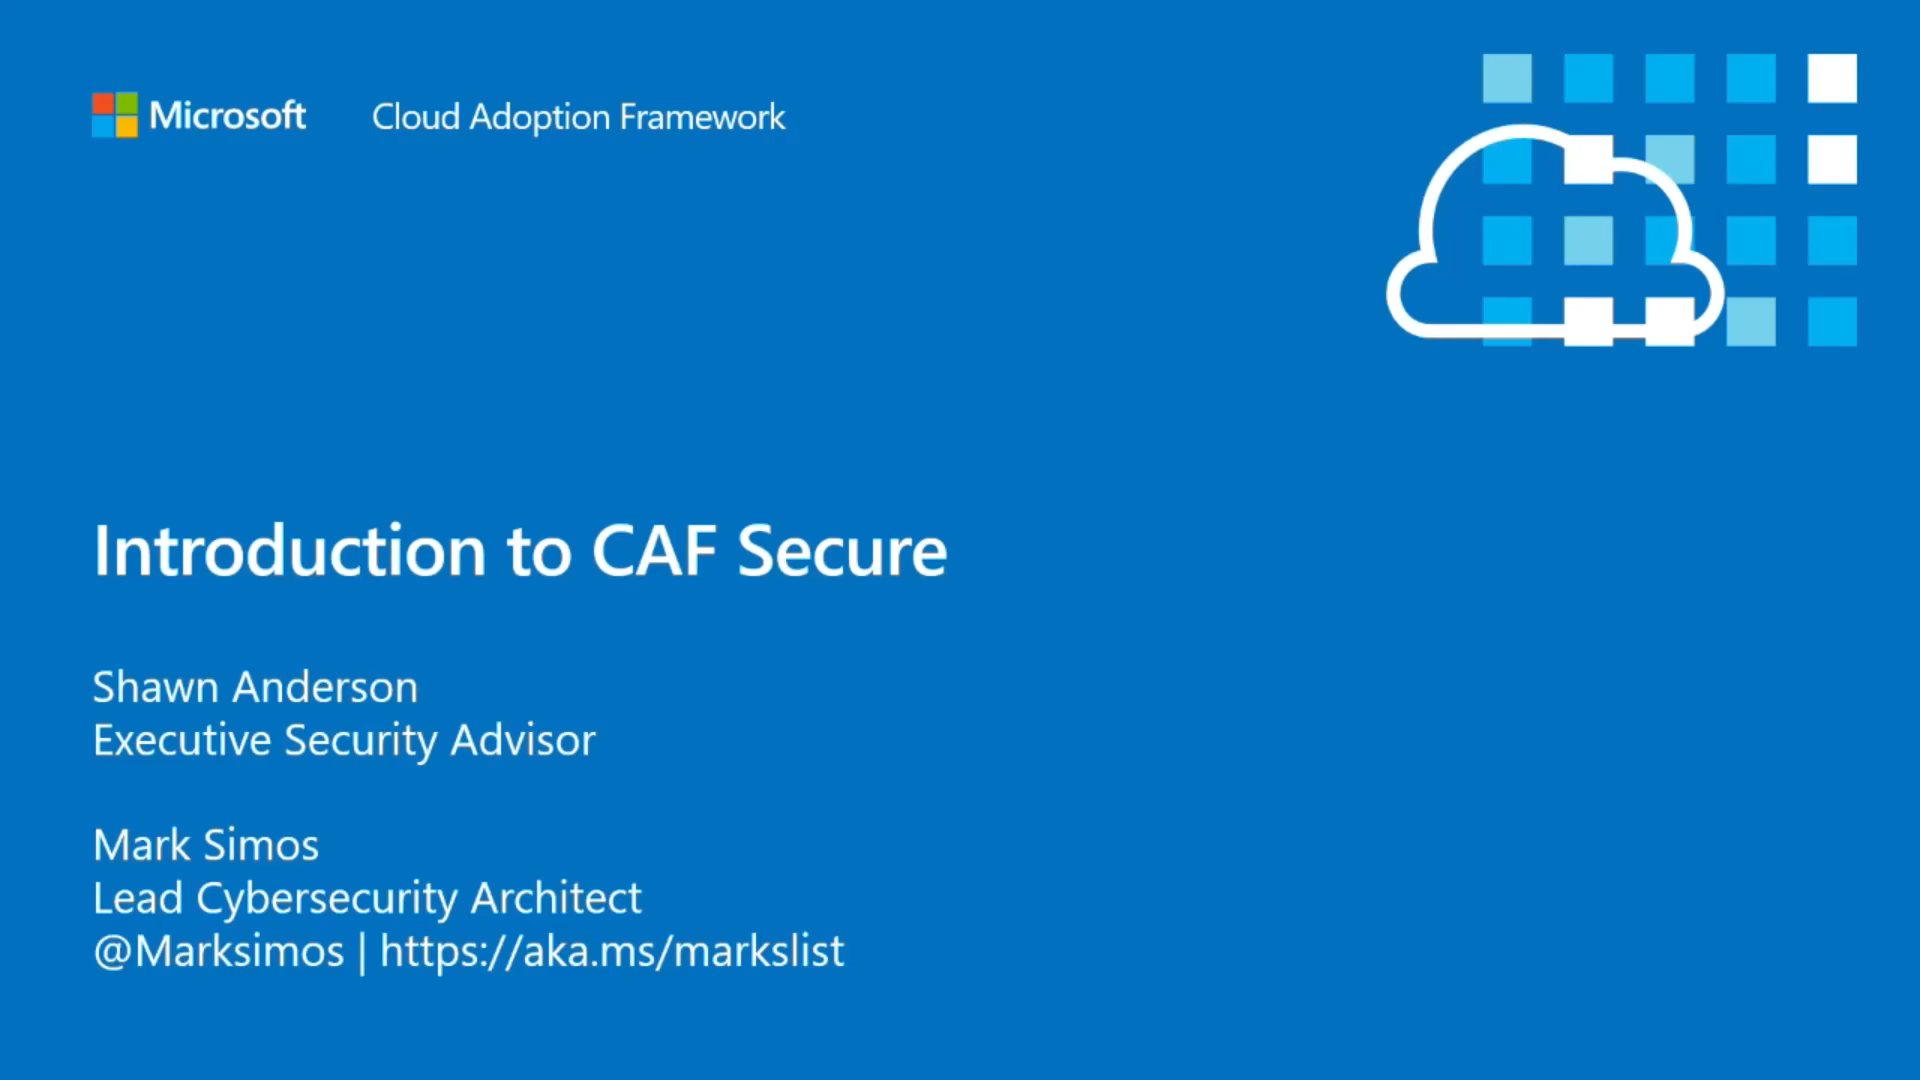 Microsoft Cloud Adoption Framework
Introduction to CAF Secure
Shawn Anderson
Executive Security Advisor
Mark Simos
Lead Cybersecurity Architect
@Marksimos | https://aka.ms/markslist